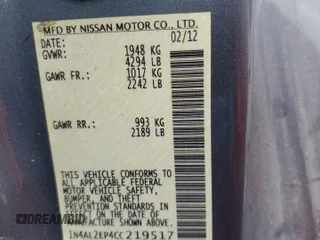 MFD BY NISSAN MOTOR CO., LTD.
DATE: 02/12
GVWR: 1948 KG
4294 LB
GAWR FR: 1017 KG
2242 LB
GAWR RR: 993 KG
2189 LB
THIS VEHICLE CONFORMS TO
ALL APPLICABLE FEDERAL
MOTOR VEHICLE SAFETY,
BUMPER, AND THEFT
PREVENTION STANDARDS
IN EFFECT ON THE DATE OF
MANUFACTURE SHOWN ABOVE.
1N4AL2EP4CC219517
DREAMBID